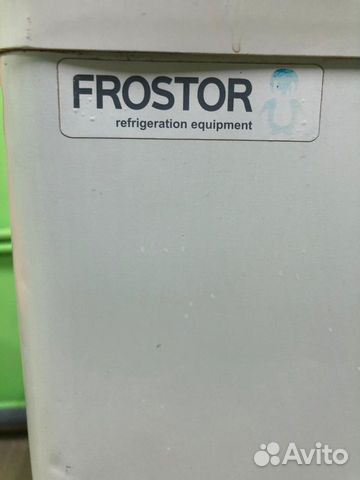 FROSTOR
refrigeration equipment
Avito